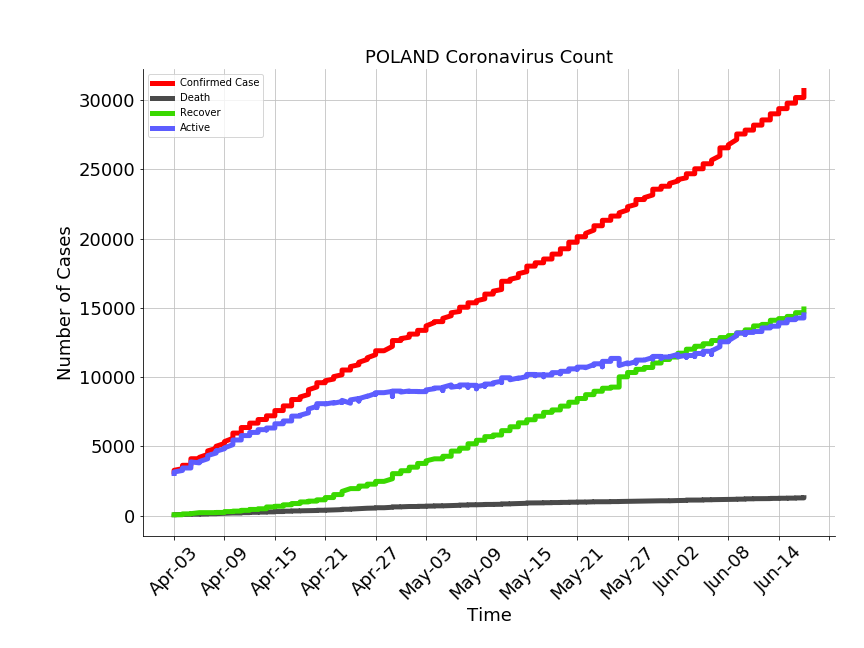 POLAND Coronavirus Count
Confirmed Case
Death
Recover
Active
30000
25000
20000
15000
10000
5000
0
Number of Cases
Apr-03
Apr-09
Apr-15
Apr-21
Apr-27
May-03
May-09
May-15
May-21
May-27
Jun-02
Jun-08
Jun-14
Time